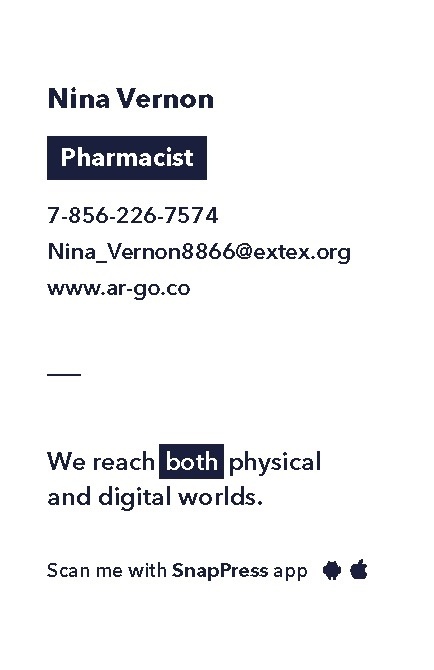 Nina Vernon
Pharmacist
7-856-226-7574
Nina_Vernon8866@extex.org
www.ar-go.co
We reach both physical
and digital worlds.
Scan me with SnapPress app